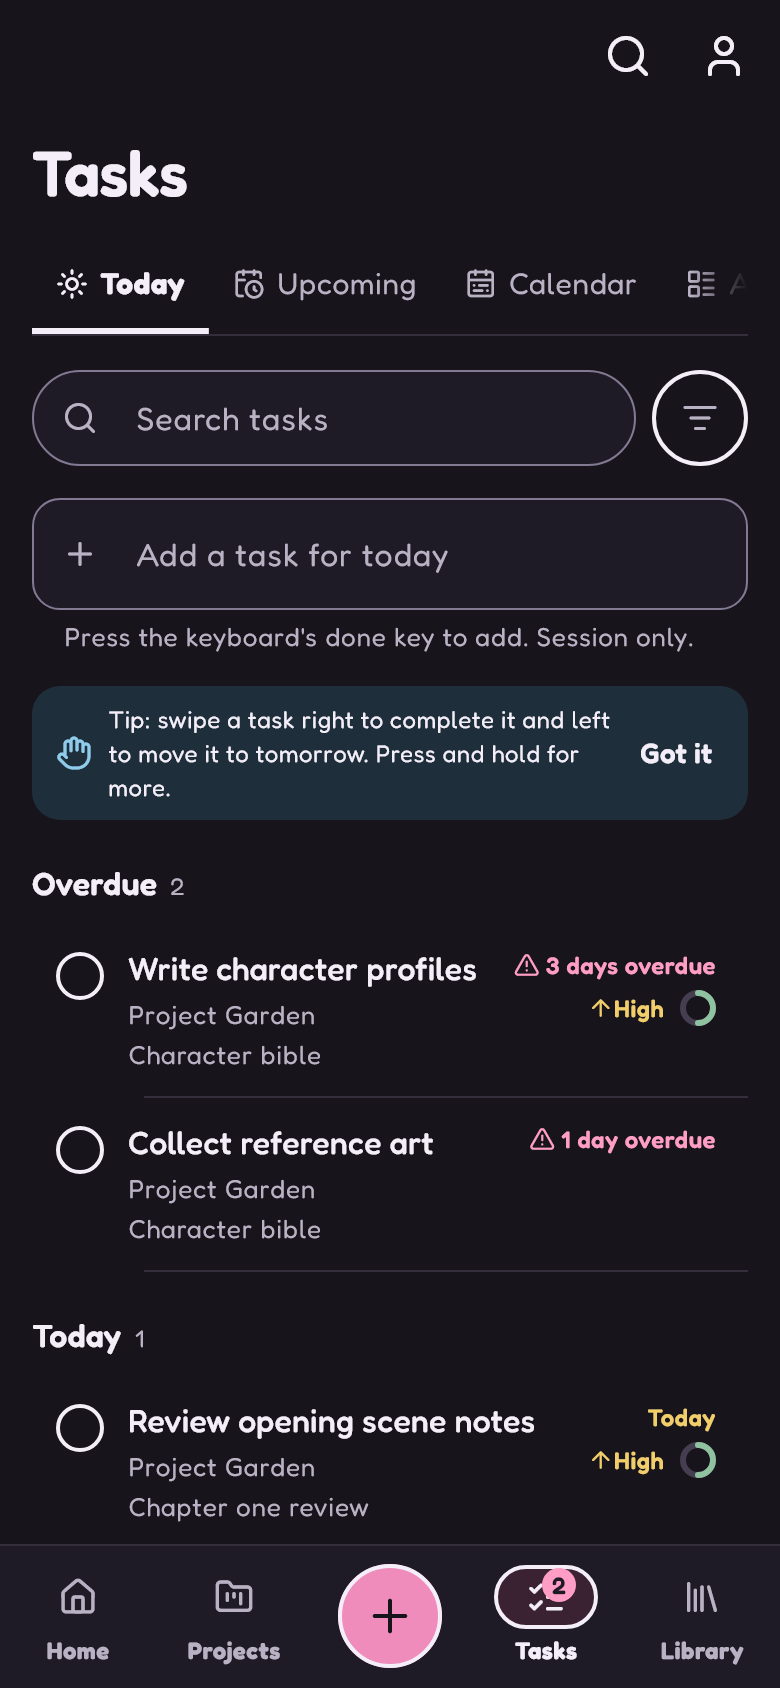 Tasks
Today
Upcoming
Calendar
A
Search tasks
Add a task for today
Press the keyboard's done key to add. Session only.
Tip: swipe a task right to complete it and left
to move it to tomorrow. Press and hold for
more.
Got it
Overdue 2
Write character profiles
3 days overdue
Project Garden
High
Character bible
Collect reference art
1 day overdue
Project Garden
Character bible
Today 1
Review opening scene notes
Today
Project Garden
High
Chapter one review
2
Home
Projects
Tasks
Library